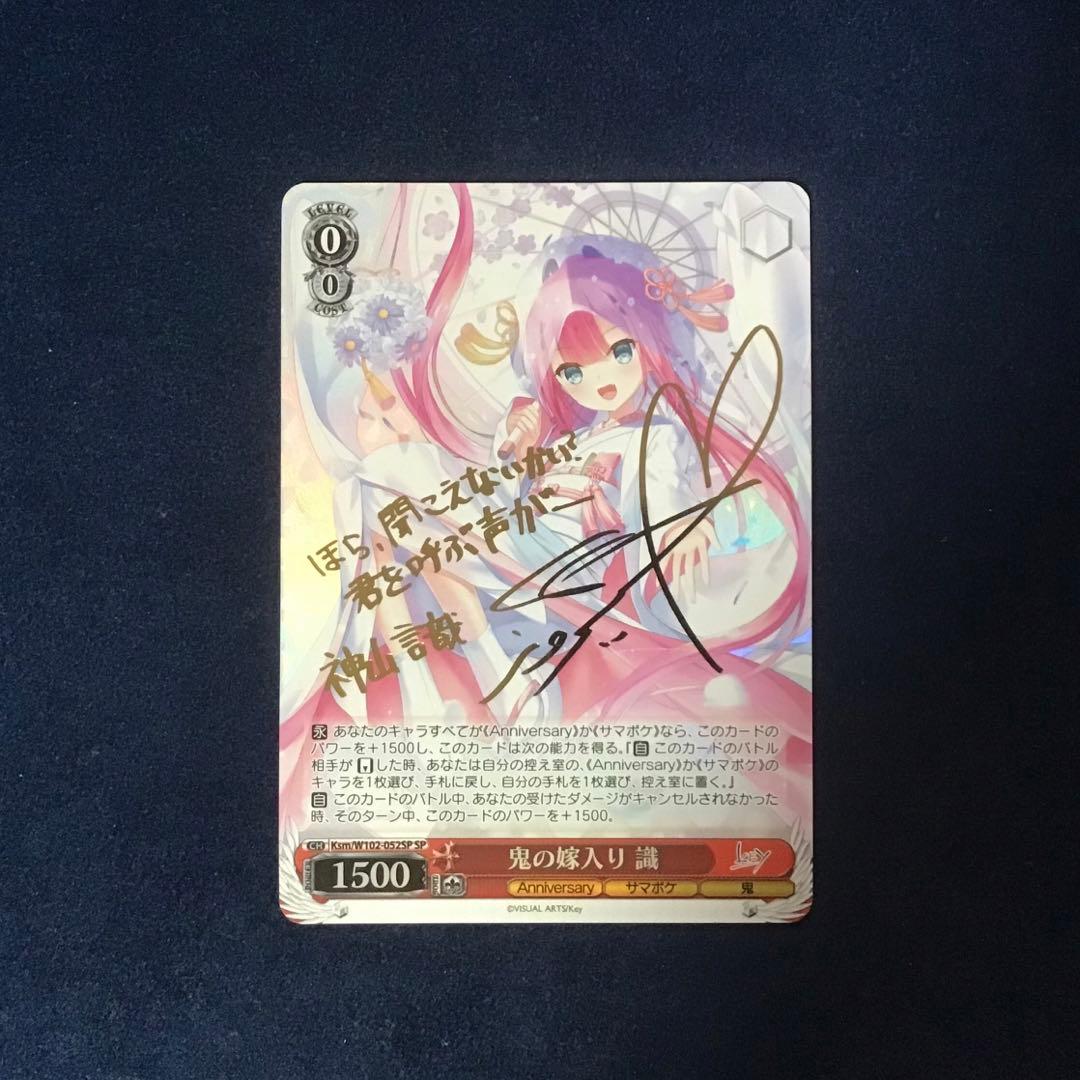 LEVEL
0
0
COST
ほら、聞こえないかい?
君を呼ぶ声がー
神山識
永 あなたのキャラすべてが《Anniversary》か《サマポケ》なら、このカードの
パワーを+1500し、このカードは次の能力を得る。「自 このカードのバトル
相手が した時、あなたは自分の控え室の、《Anniversary》か《サマポケ》の
キャラを1枚選び、手札に戻し、自分の手札を1枚選び、控え室に置く。」
自 このカードのバトル中、あなたの受けたダメージがキャンセルされなかった
時、そのターン中、このカードのパワーを+1500。
CH Ksm/W102-052SP SP
鬼の嫁入り 識
Key
POWER 1500
Anniversary サマポケ 鬼
©VISUAL ARTS/Key